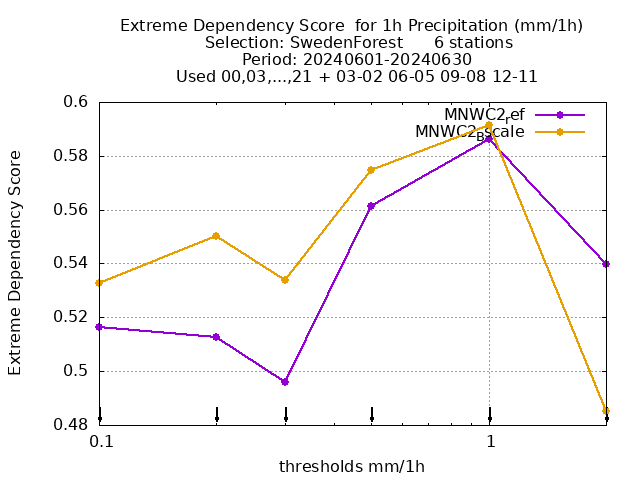 Extreme Dependency Score  for 1h Precipitation (mm/1h)
Selection: SwedenForest      6 stations
Period: 20240601-20240630
Used 00,03,...,21 + 03-02 06-05 09-08 12-11
MNWC2_ref
MNWC2_Bscale
0.6
0.58
0.56
0.54
0.52
0.5
0.48
Extreme Dependency Score
0.1
1
thresholds mm/1h